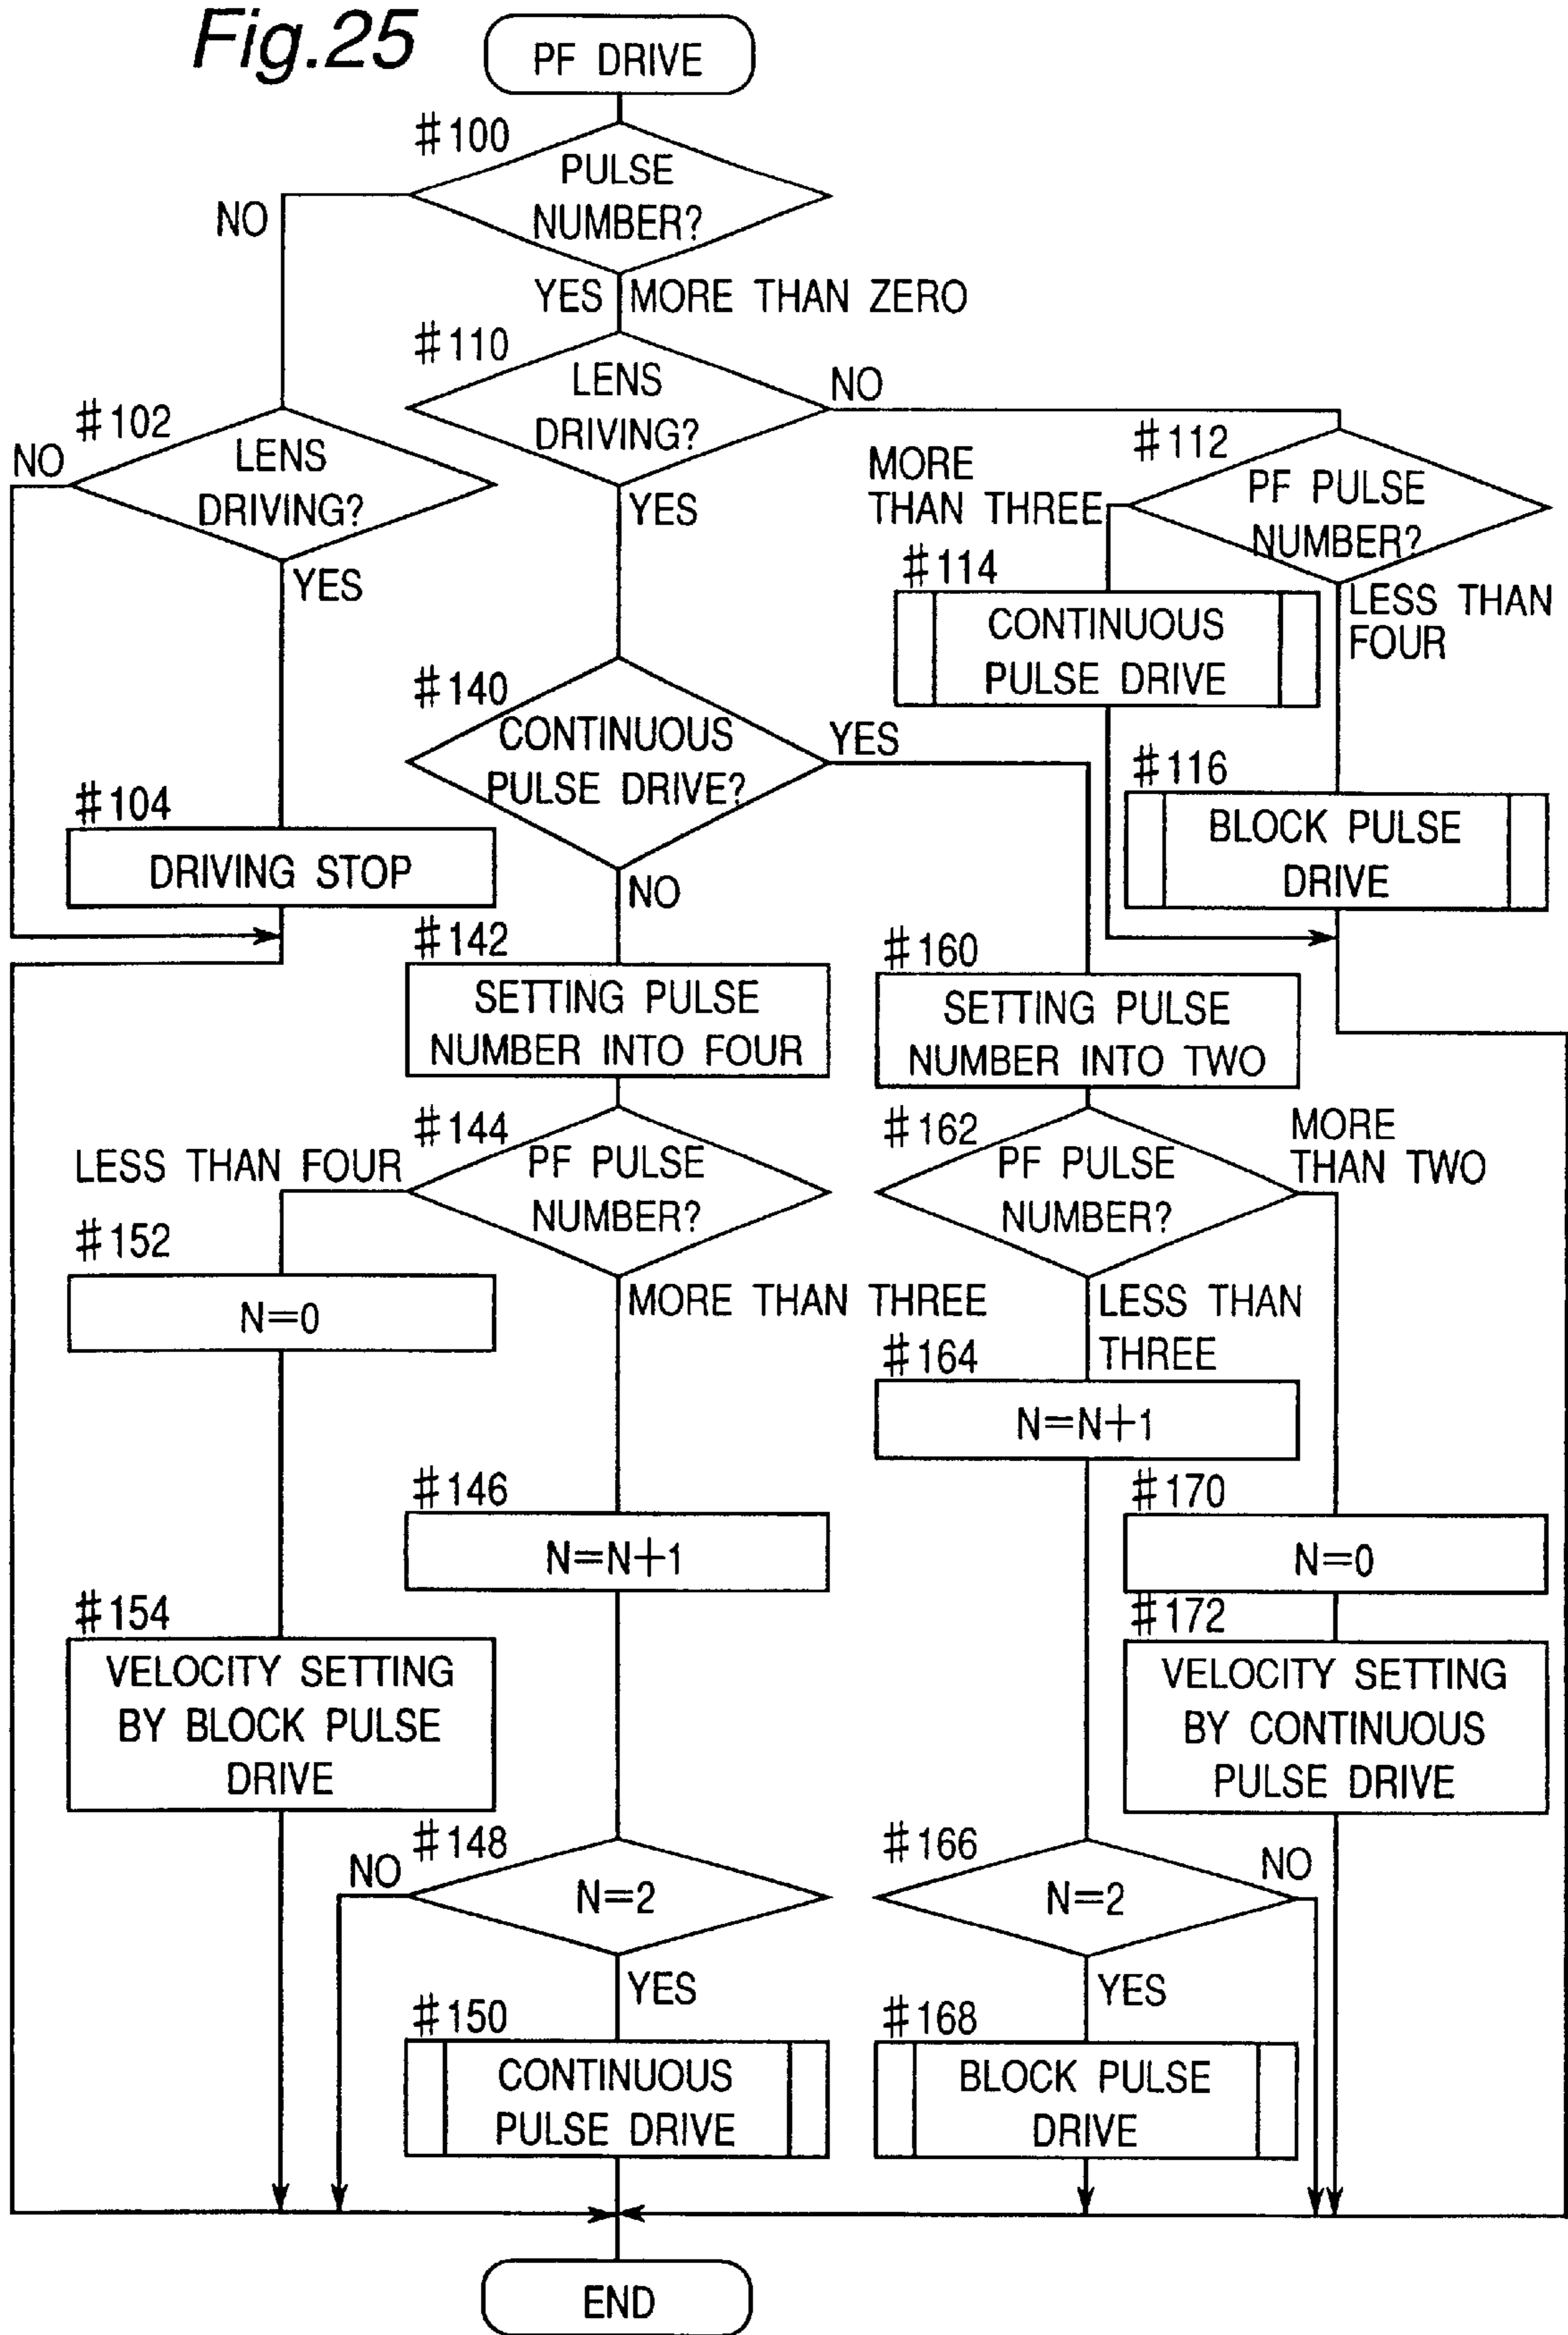 Fig.25
PF DRIVE
#100
PULSE
NUMBER?
NO
YES
MORE THAN ZERO
#110
LENS
DRIVING?
NO
YES
#102
LENS
DRIVING?
NO
YES
#112
PF PULSE
NUMBER?
MORE
THAN THREE
LESS THAN
FOUR
#114
CONTINUOUS
PULSE DRIVE
#116
BLOCK PULSE
DRIVE
#104
DRIVING STOP
#140
CONTINUOUS
PULSE DRIVE?
YES
NO
#142
SETTING PULSE
NUMBER INTO FOUR
#160
SETTING PULSE
NUMBER INTO TWO
#144
PF PULSE
NUMBER?
LESS THAN FOUR
MORE THAN THREE
#162
PF PULSE
NUMBER?
MORE
THAN TWO
LESS THAN
THREE
#152
N=0
#164
N=N+1
#146
N=N+1
#170
N=0
#154
VELOCITY SETTING
BY BLOCK PULSE
DRIVE
#172
VELOCITY SETTING
BY CONTINUOUS
PULSE DRIVE
#148
N=2
NO
YES
#166
N=2
NO
YES
#150
CONTINUOUS
PULSE DRIVE
#168
BLOCK PULSE
DRIVE
END